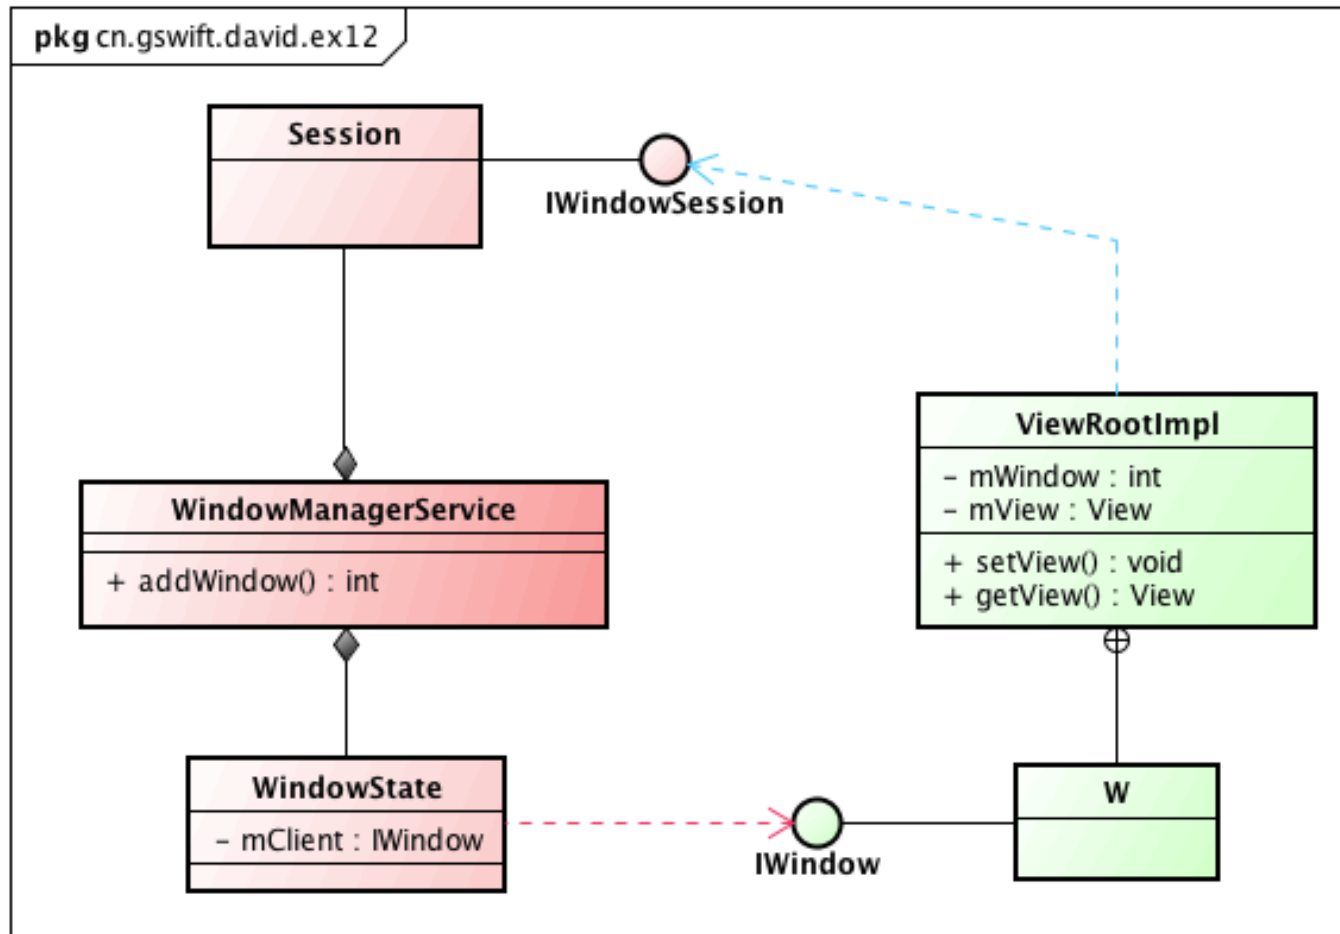 pkg cn.gswift.david.ex12
Session
IWindowSession
ViewRootImpl
- mWindow : int
- mView : View
+ setView() : void
+ getView() : View
WindowManagerService
+ addWindow() : int
WindowState
- mClient : IWindow
IWindow
W